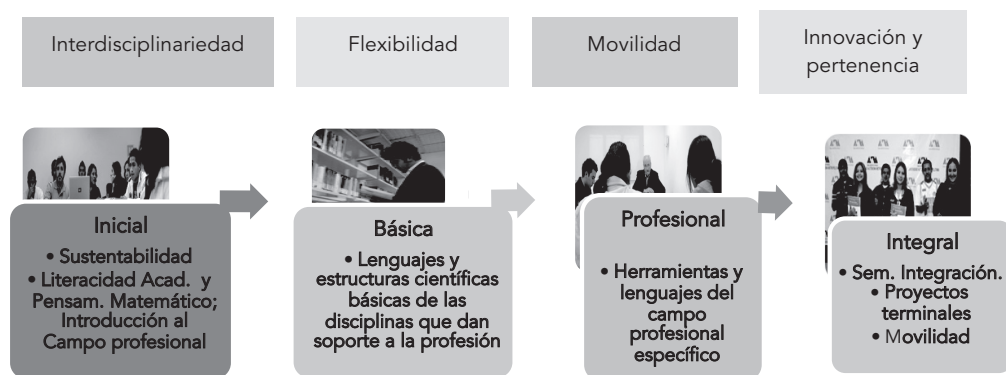 Interdisciplinariedad
Flexibilidad
Movilidad
Innovación y
pertenencia
Inicial
• Sustentabilidad
• Literacidad Acad. y
Pensam. Matemático;
Introducción al
Campo profesional
Básica
• Lenguajes y
estructuras científicas
básicas de las
disciplinas que dan
soporte a la profesión
Profesional
• Herramientas y
lenguajes del
campo
profesional
específico
Integral
• Sem. Integración.
• Proyectos
terminales
• Movilidad